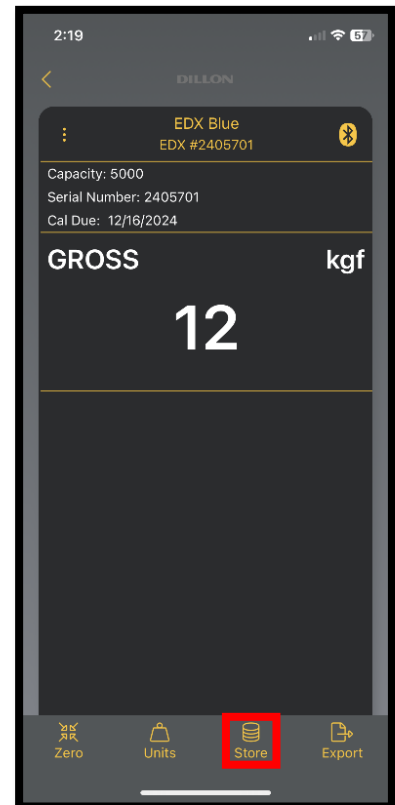 2:19 57
DILLON
EDX Blue
EDX #2405701
Capacity: 5000
Serial Number: 2405701
Cal Due: 12/16/2024
GROSS kgf
12
Zero Units Store Export